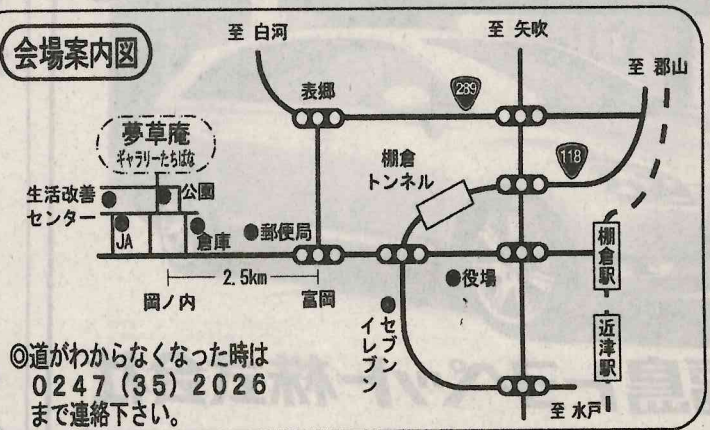 会場案内図
至 白河
至 矢吹
至 郡山
表郷
289
118
夢草庵
ギャラリーたちばな
棚倉
トンネル
生活改善
センター
公園
JA
倉庫
郵便局
2.5km
岡ノ内
富岡
役場
セブン
イレブン
棚倉駅
近津駅
至 水戸
◎道がわからなくなった時は
0247（35）2026
まで連絡下さい。